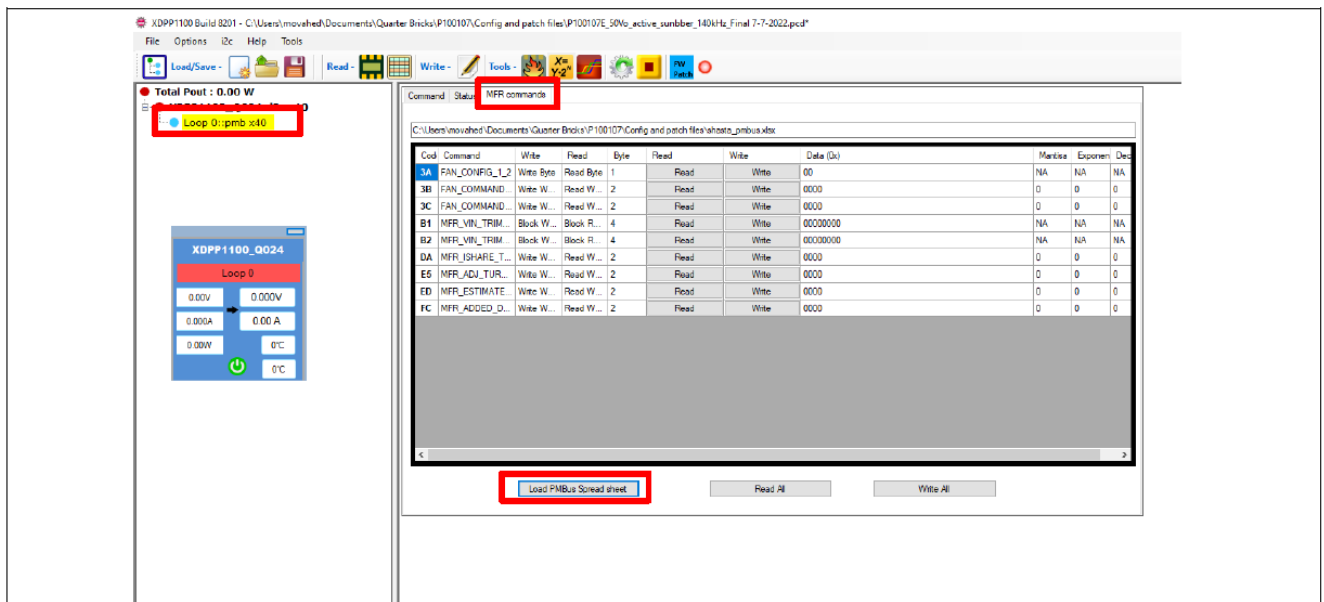 XDPP1100 Build 8201 - C:\Users\movahed\Documents\Quarter Bricks\P100107\Config and patch files\P100107E_50Vo_active_sunbber_140kHz_Final 7-7-2022.pcd*
File Options i2c Help Tools
Load/Save - Read - Write - Tools - X= Y-2^N FW Patch
Total Pout : 0.00 W
Loop 0::pmb x40
Command Status MFR commands
C:\Users\movahed\Documents\Quarter Bricks\P100107\Config and patch files\shasta_pmbus.xlsx
Cod Command Write Read Byte Read Write Data (0x) Mantisa Exponen Dec
3A FAN_CONFIG_1_2 Write Byte Read Byte 1 Read Write 00 NA NA NA
3B FAN_COMMAND... Write W... Read W... 2 Read Write 0000 0 0 0
3C FAN_COMMAND... Write W... Read W... 2 Read Write 0000 0 0 0
B1 MFR_VIN_TRIM... Block W... Block R... 4 Read Write 00000000 NA NA NA
B2 MFR_VIN_TRIM... Block W... Block R... 4 Read Write 00000000 NA NA NA
DA MFR_ISHARE_T... Write W... Read W... 2 Read Write 0000 0 0 0
E5 MFR_ADJ_TUR... Write W... Read W... 2 Read Write 0000 0 0 0
ED MFR_ESTIMATE... Write W... Read W... 2 Read Write 0000 0 0 0
FC MFR_ADDED_D... Write W... Read W... 2 Read Write 0000 0 0 0
XDPP1100_Q024
Loop 0
0.00V 0.000V
0.000A 0.00 A
0.00W 0°C
0°C
Load PMBus Spread sheet Read All Write All